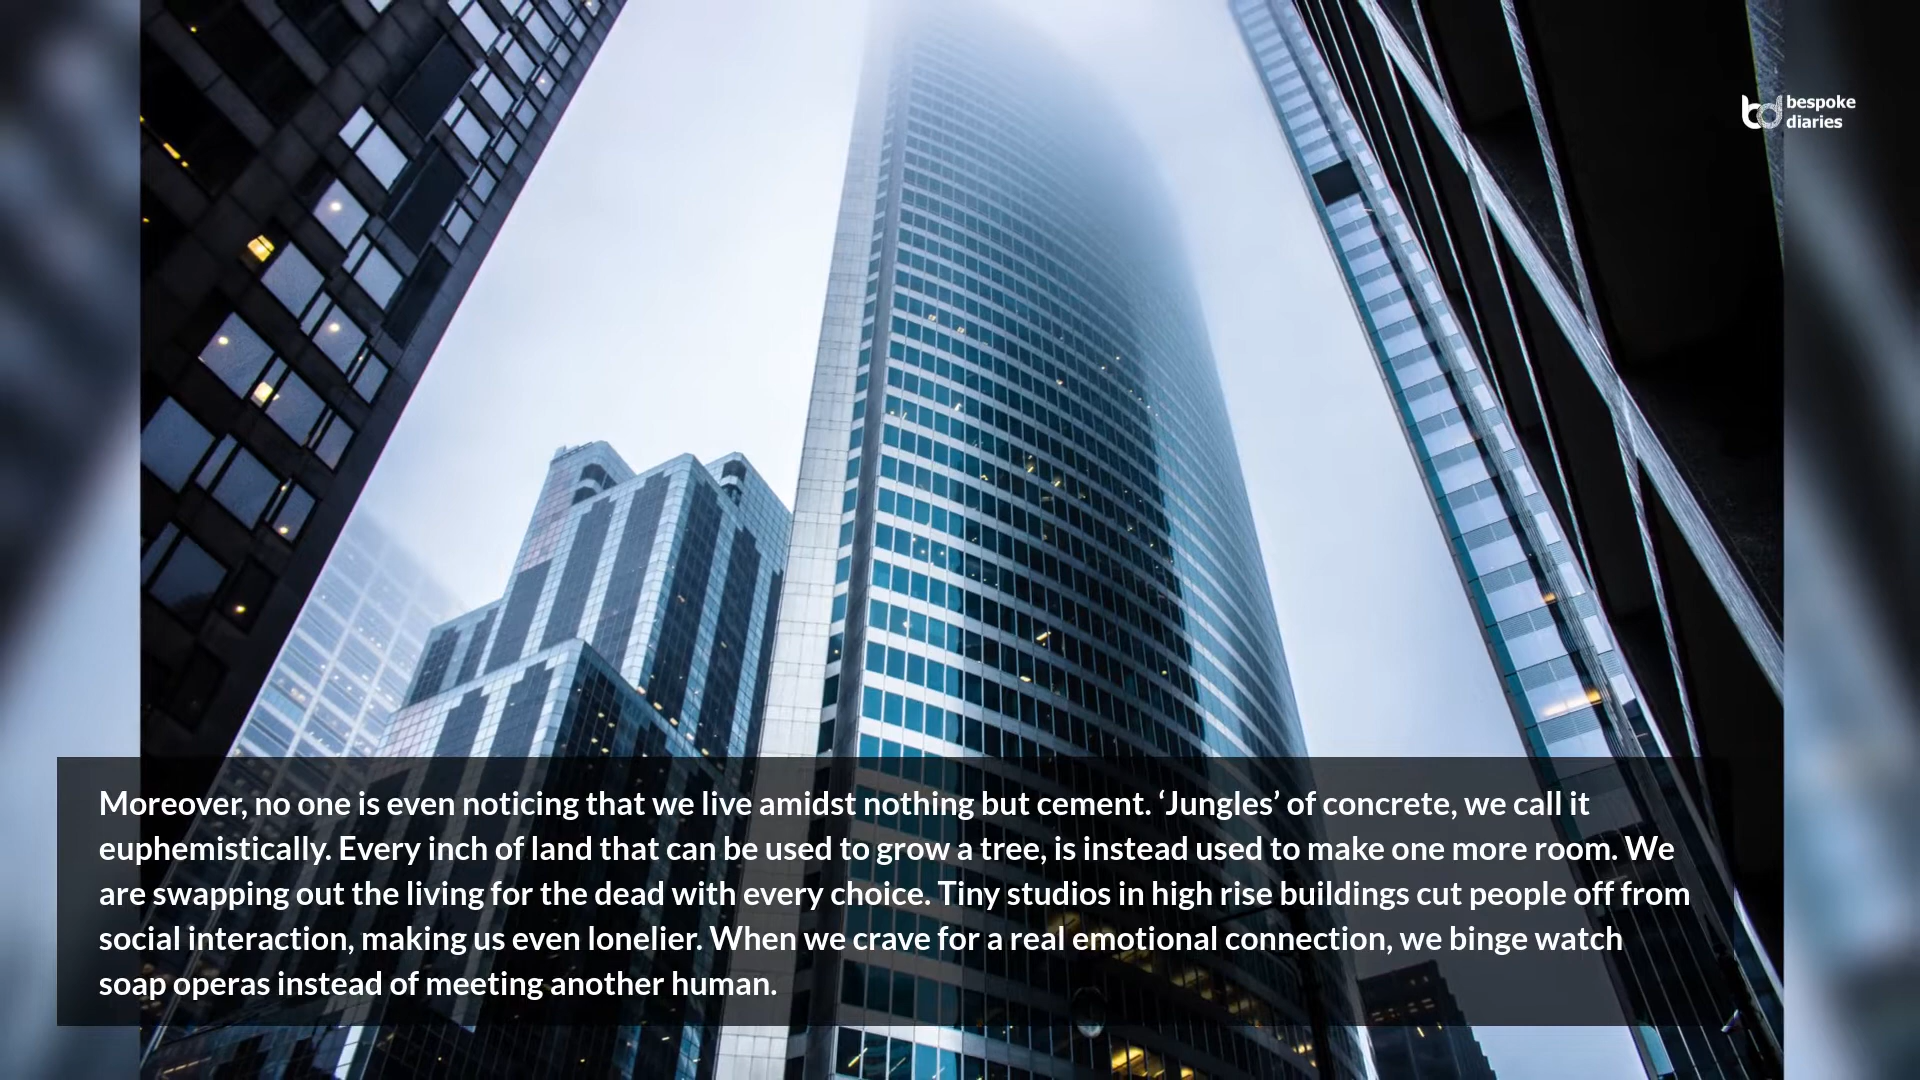 bespoke
diaries
Moreover, no one is even noticing that we live amidst nothing but cement. ‘Jungles’ of concrete, we call it
euphemistically. Every inch of land that can be used to grow a tree, is instead used to make one more room. We
are swapping out the living for the dead with every choice. Tiny studios in high rise buildings cut people off from
social interaction, making us even lonelier. When we crave for a real emotional connection, we binge watch
soap operas instead of meeting another human.